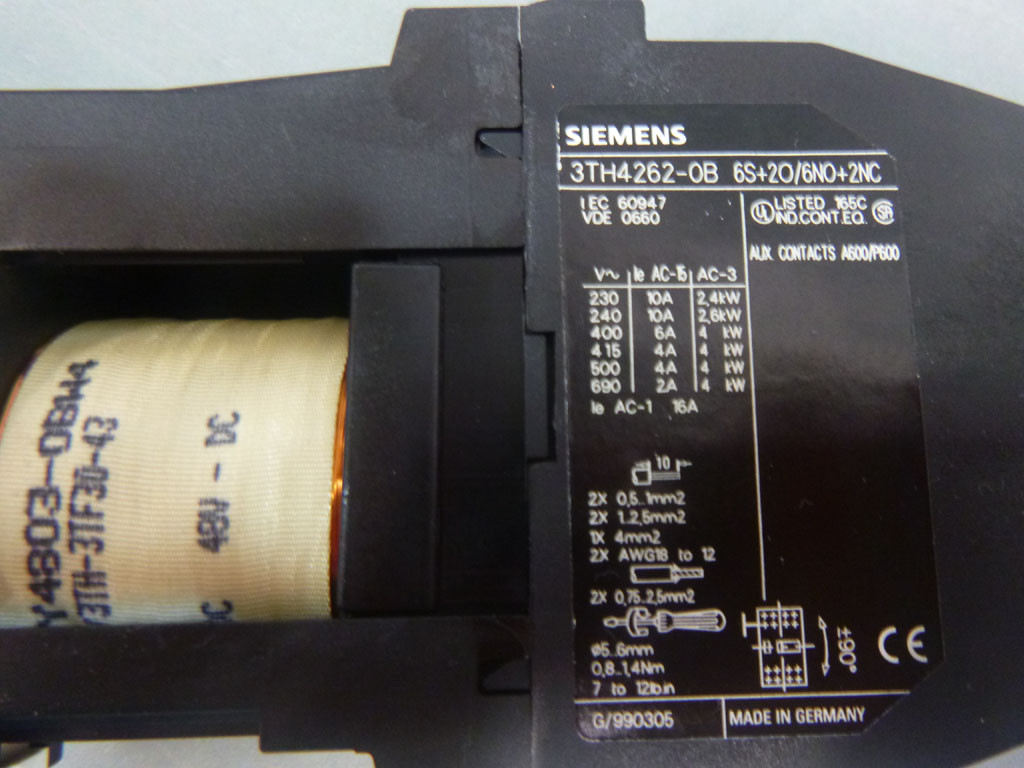 SIEMENS
3TH4262-0B 6S+2O/6NO+2NC
IEC 60947
VDE 0660
UL LISTED 165C
IND.CONT.EQ.
AUX. CONTACTS A600/P600
V~ Ie AC-15 AC-3
230 10A 2,4kW
240 10A 2,6kW
400 6A 4 kW
415 4A 4 kW
500 4A 4 kW
690 2A 4 kW
Ie AC-1 16A
10
2X 0,5..1mm2
2X 1..2,5mm2
1X 4mm2
2X AWG18 to 12
2X 0,75..2,5mm2
ø5..6mm
0,8..1,4Nm
7 to 12lb.in
±90°
CE
G/990305
MADE IN GERMANY
Y4803-0BW4
/3TH-3TF30-43
48V - DC